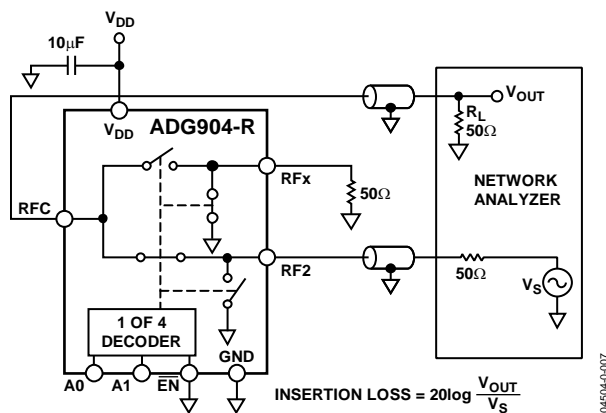 VDD
10μF
VDD
ADG904-R
VOUT
RL
50Ω
RFx
50Ω
NETWORK
ANALYZER
RFC
RF2
50Ω
VS
1 OF 4
DECODER
GND
A0
A1
EN
INSERTION LOSS = 20log VOUT
VS
04504-0-007